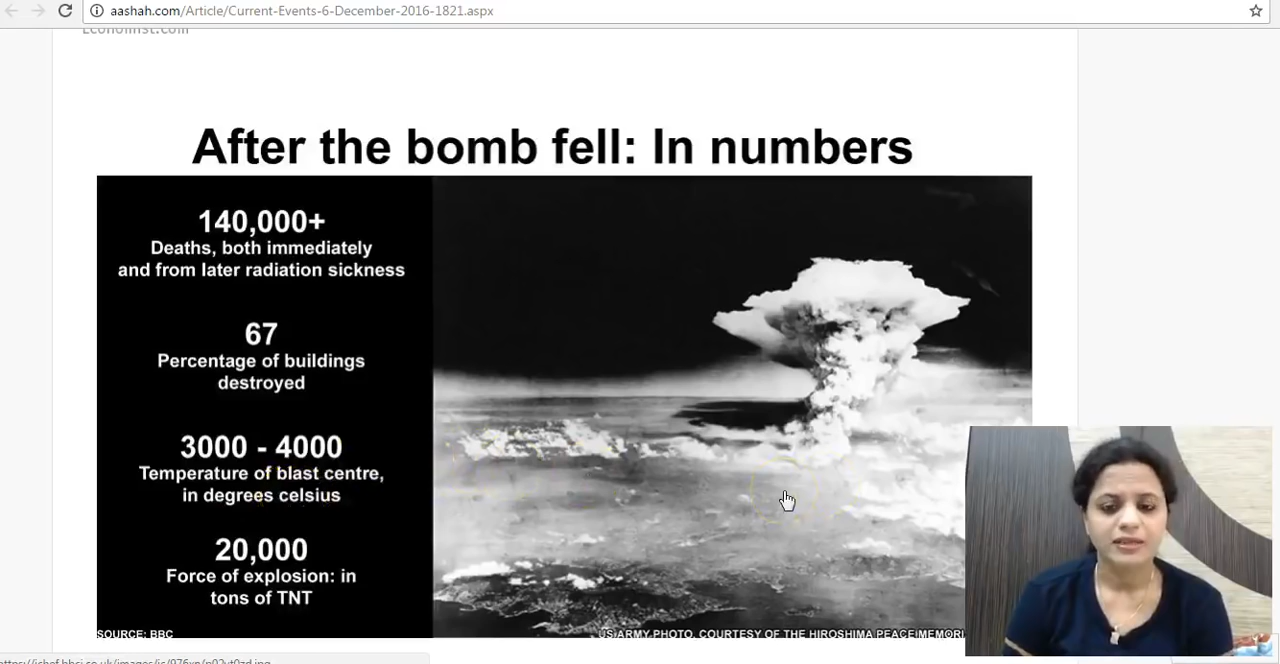 aashah.com/Article/Current-Events-6-December-2016-1821.aspx
Economist.com
After the bomb fell: In numbers
140,000+
Deaths, both immediately
and from later radiation sickness
67
Percentage of buildings
destroyed
3000 - 4000
Temperature of blast centre,
in degrees celsius
20,000
Force of explosion: in
tons of TNT
SOURCE: BBC
US ARMY PHOTO, COURTESY OF THE HIROSHIMA PEACE MEMORI